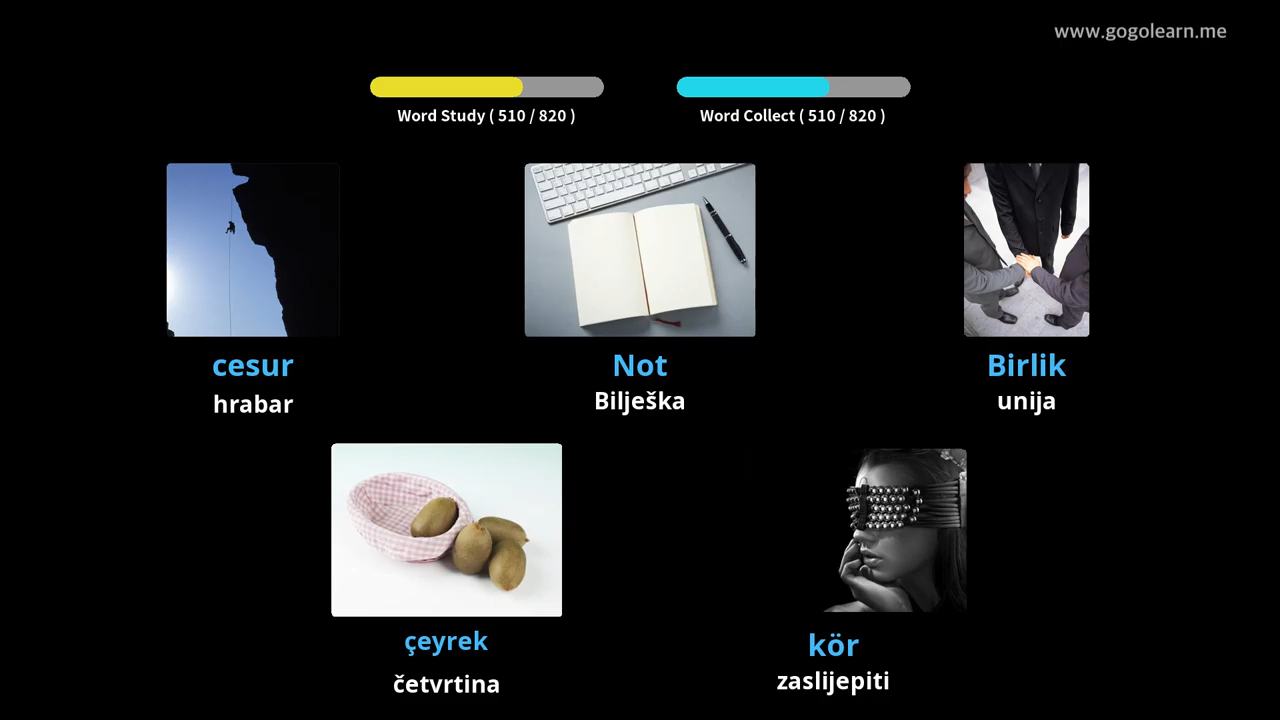 www.gogolearn.me
Word Study ( 510 / 820 )
Word Collect ( 510 / 820 )
cesur
hrabar
Not
Bilješka
Birlik
unija
çeyrek
četvrtina
kör
zaslijepiti